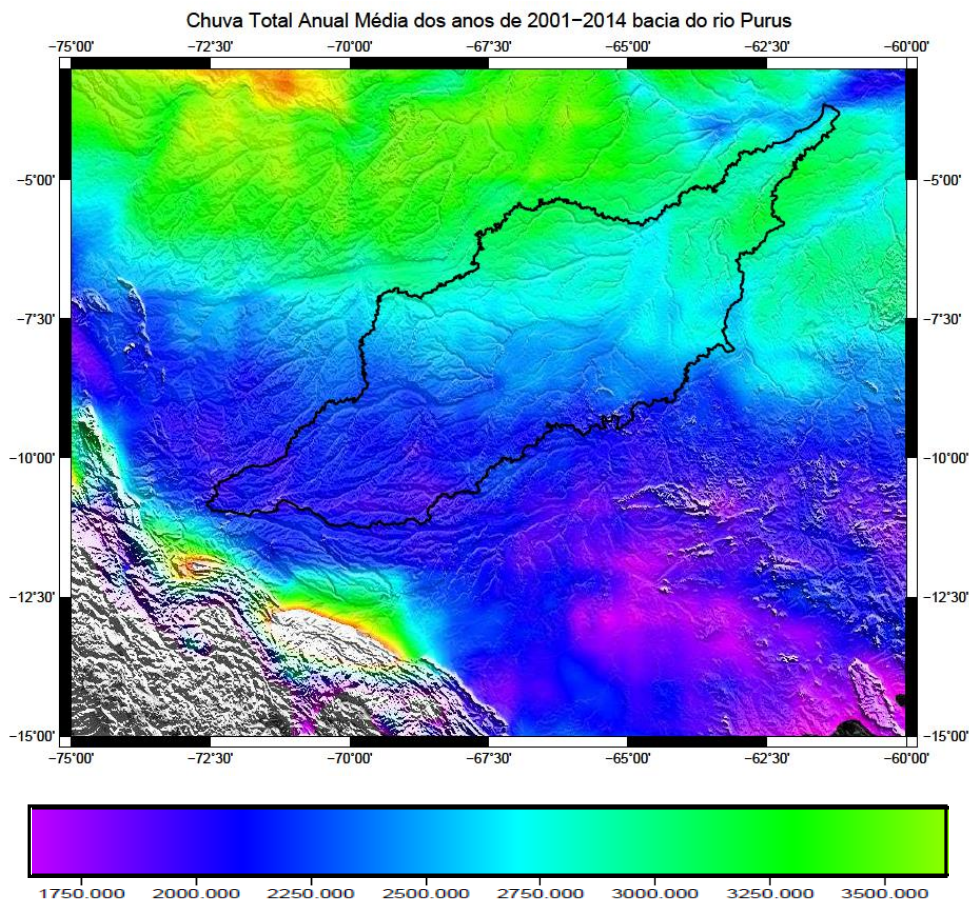 Chuva Total Anual Média dos anos de 2001−2014 bacia do rio Purus
−75°00' −72°30' −70°00' −67°30' −65°00' −62°30' −60°00'
−5°00' −5°00'
−7°30' −7°30'
−10°00' −10°00'
−12°30' −12°30'
−15°00' −15°00'
−75°00' −72°30' −70°00' −67°30' −65°00' −62°30' −60°00'
1750.000 2000.000 2250.000 2500.000 2750.000 3000.000 3250.000 3500.000